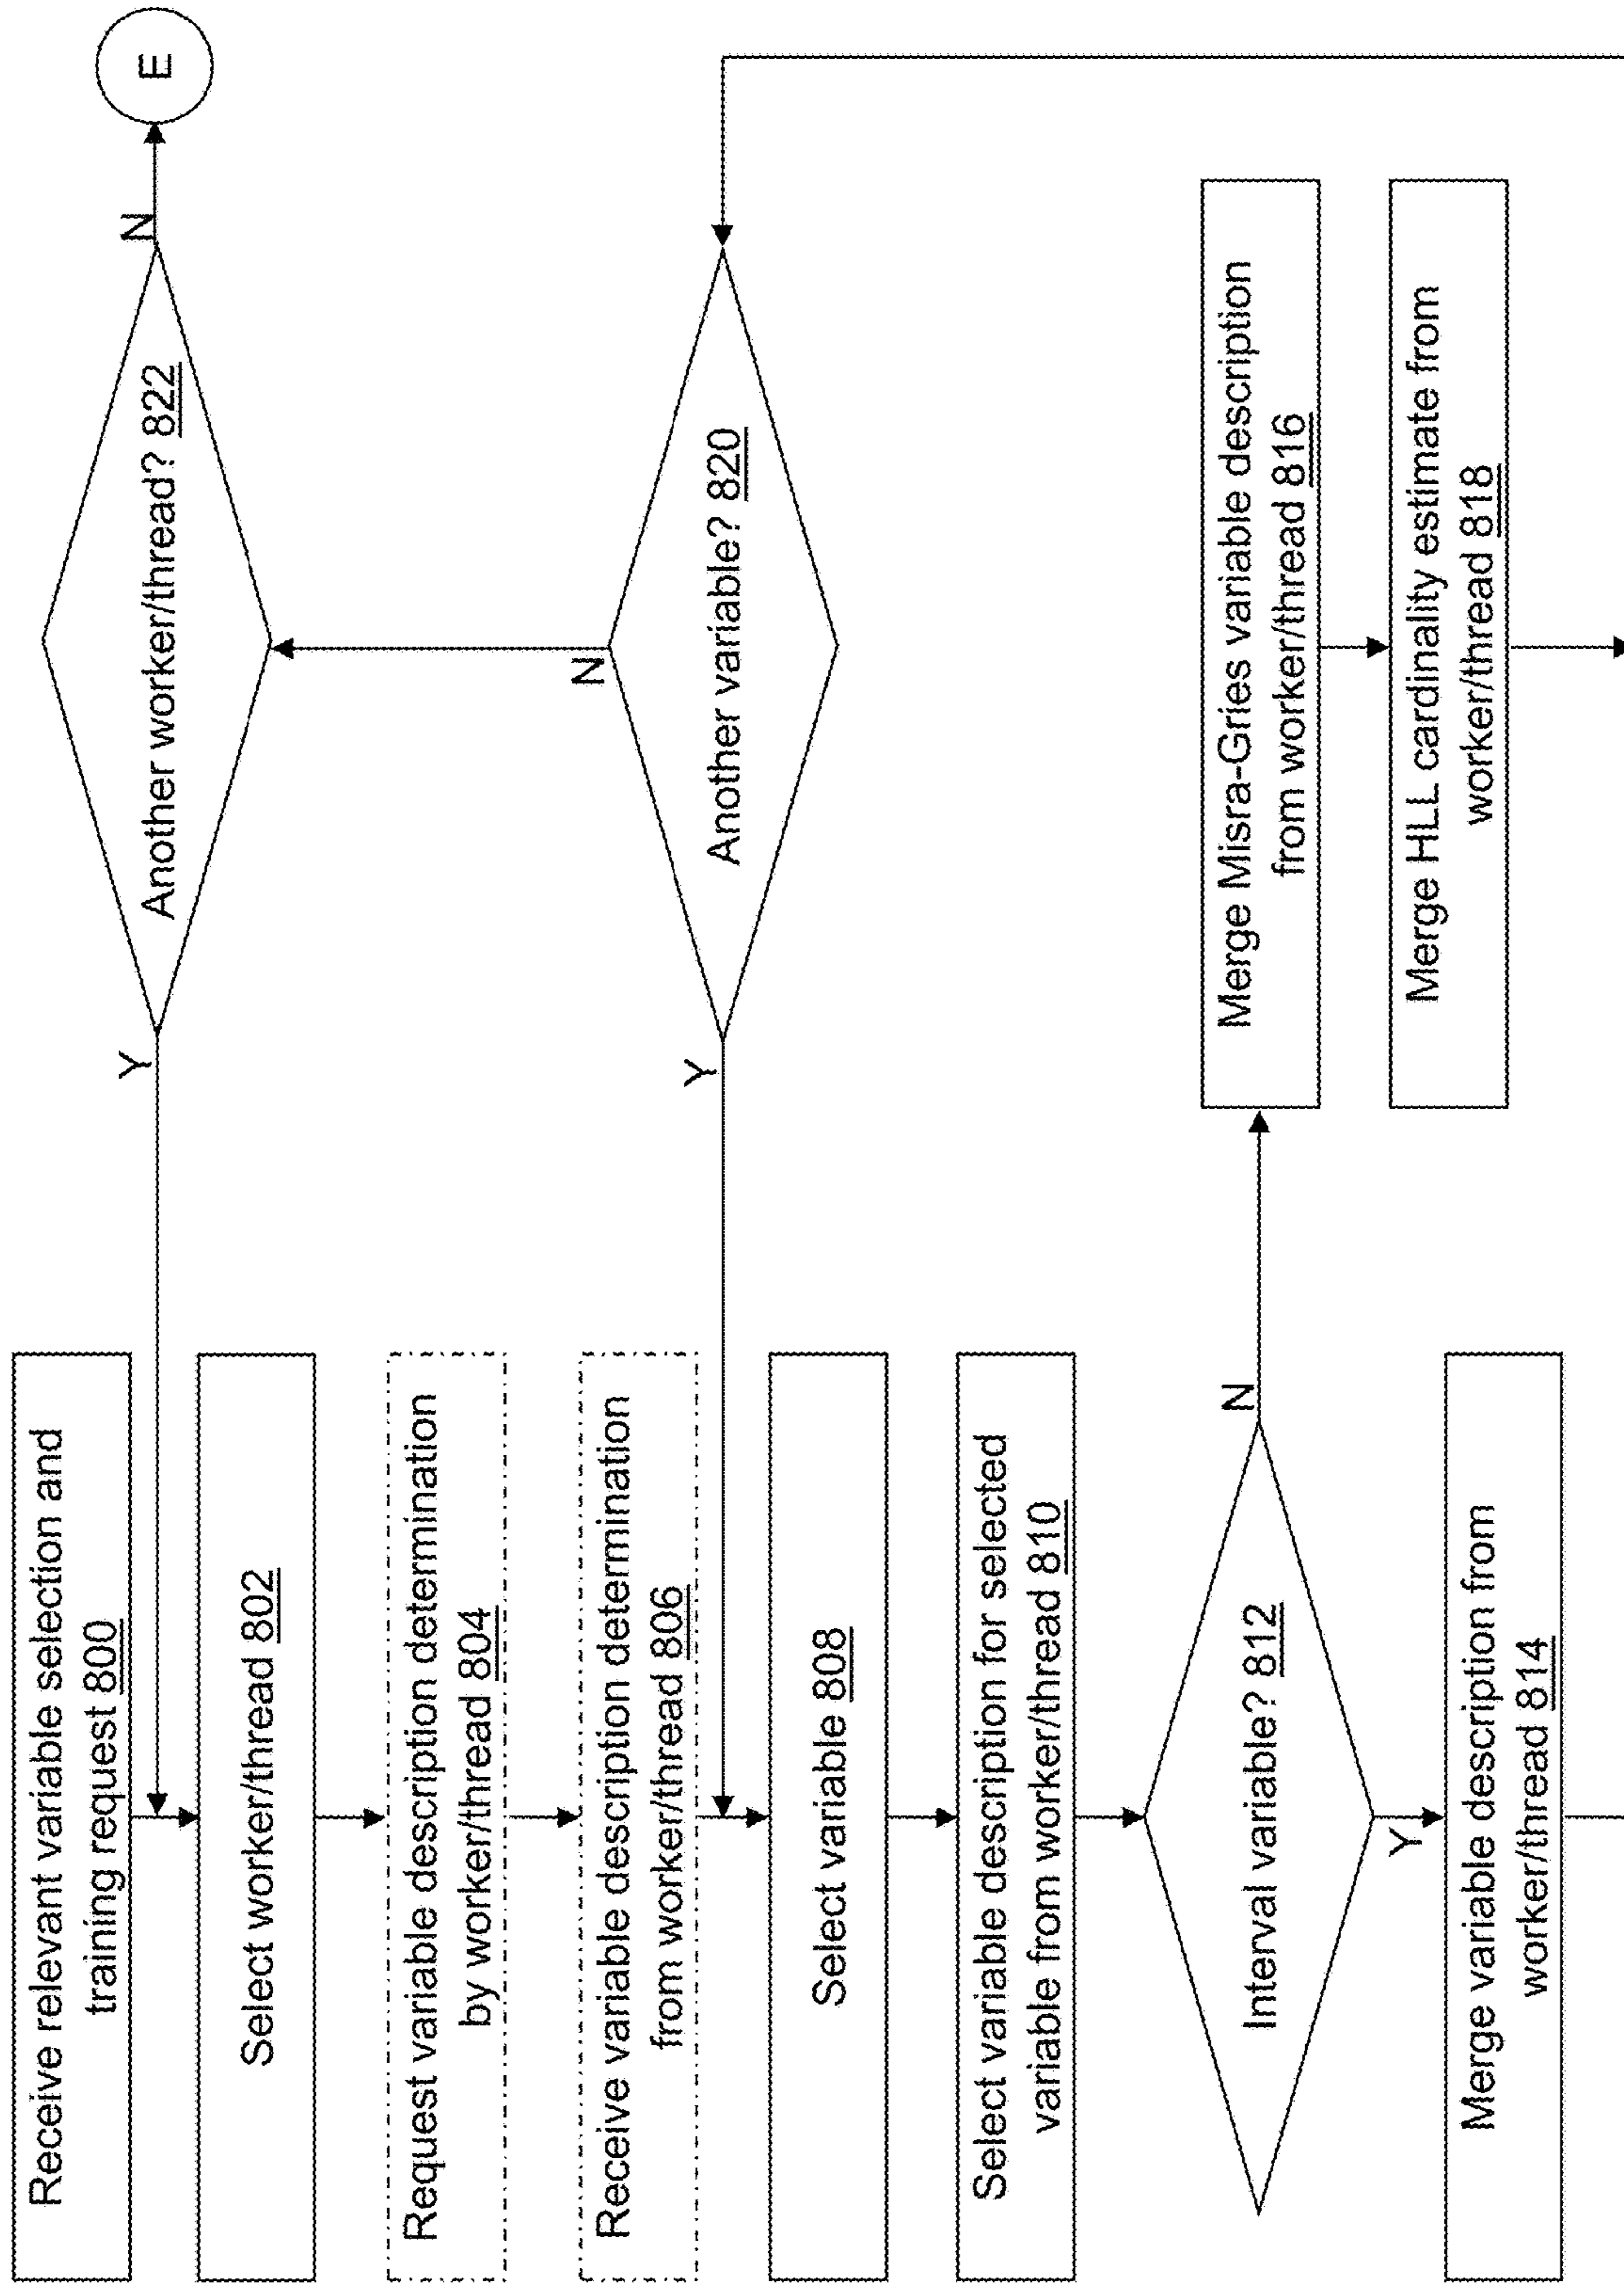 Receive relevant variable selection and
training request 800
Select worker/thread 802
Request variable description determination
by worker/thread 804
Receive variable description determination
from worker/thread 806
Select variable 808
Select variable description for selected
variable from worker/thread 810
Interval variable? 812
N
Y
Merge variable description from
worker/thread 814
Merge Misra-Gries variable description
from worker/thread 816
Merge HLL cardinality estimate from
worker/thread 818
Another variable? 820
Y
N
Another worker/thread? 822
Y
N
E